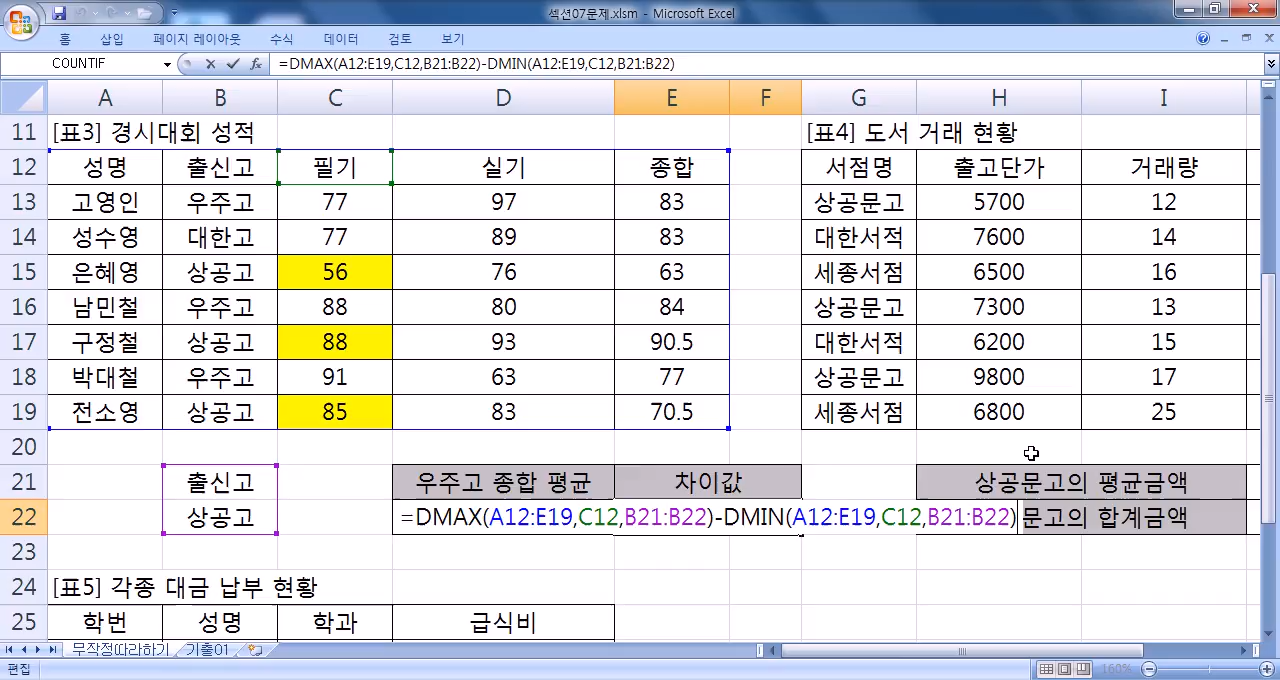 섹션07문제.xlsm - Microsoft Excel
홈 삽입 페이지 레이아웃 수식 데이터 검토 보기
COUNTIF =DMAX(A12:E19,C12,B21:B22)-DMIN(A12:E19,C12,B21:B22)
A B C D E F G H I
11 [표3] 경시대회 성적 [표4] 도서 거래 현황
12 성명 출신고 필기 실기 종합 서점명 출고단가 거래량
13 고영인 우주고 77 97 83 상공문고 5700 12
14 성수영 대한고 77 89 83 대한서적 7600 14
15 은혜영 상공고 56 76 63 세종서점 6500 16
16 남민철 우주고 88 80 84 상공문고 7300 13
17 구정철 상공고 88 93 90.5 대한서적 6200 15
18 박대철 우주고 91 63 77 상공문고 9800 17
19 전소영 상공고 85 83 70.5 세종서점 6800 25
20
21 출신고 우주고 종합 평균 차이값 상공문고의 평균금액
22 상공고 =DMAX(A12:E19,C12,B21:B22)-DMIN(A12:E19,C12,B21:B22) 문고의 합계금액
23
24 [표5] 각종 대금 납부 현황
25 학번 성명 학과 급식비
무작정따라하기 기출01
편집 160%